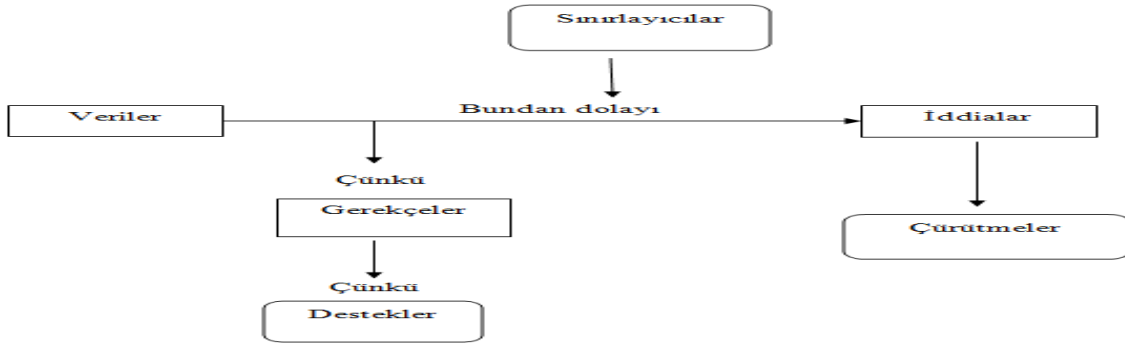 Sınırlayıcılar
Bundan dolayı
Veriler
İddialar
Çünkü
Gerekçeler
Çürütmeler
Çünkü
Destekler